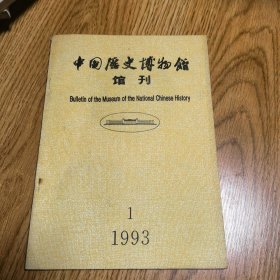 中国历史博物館
馆刊
Bulletin of the Museum of the National Chinese History
1
1993